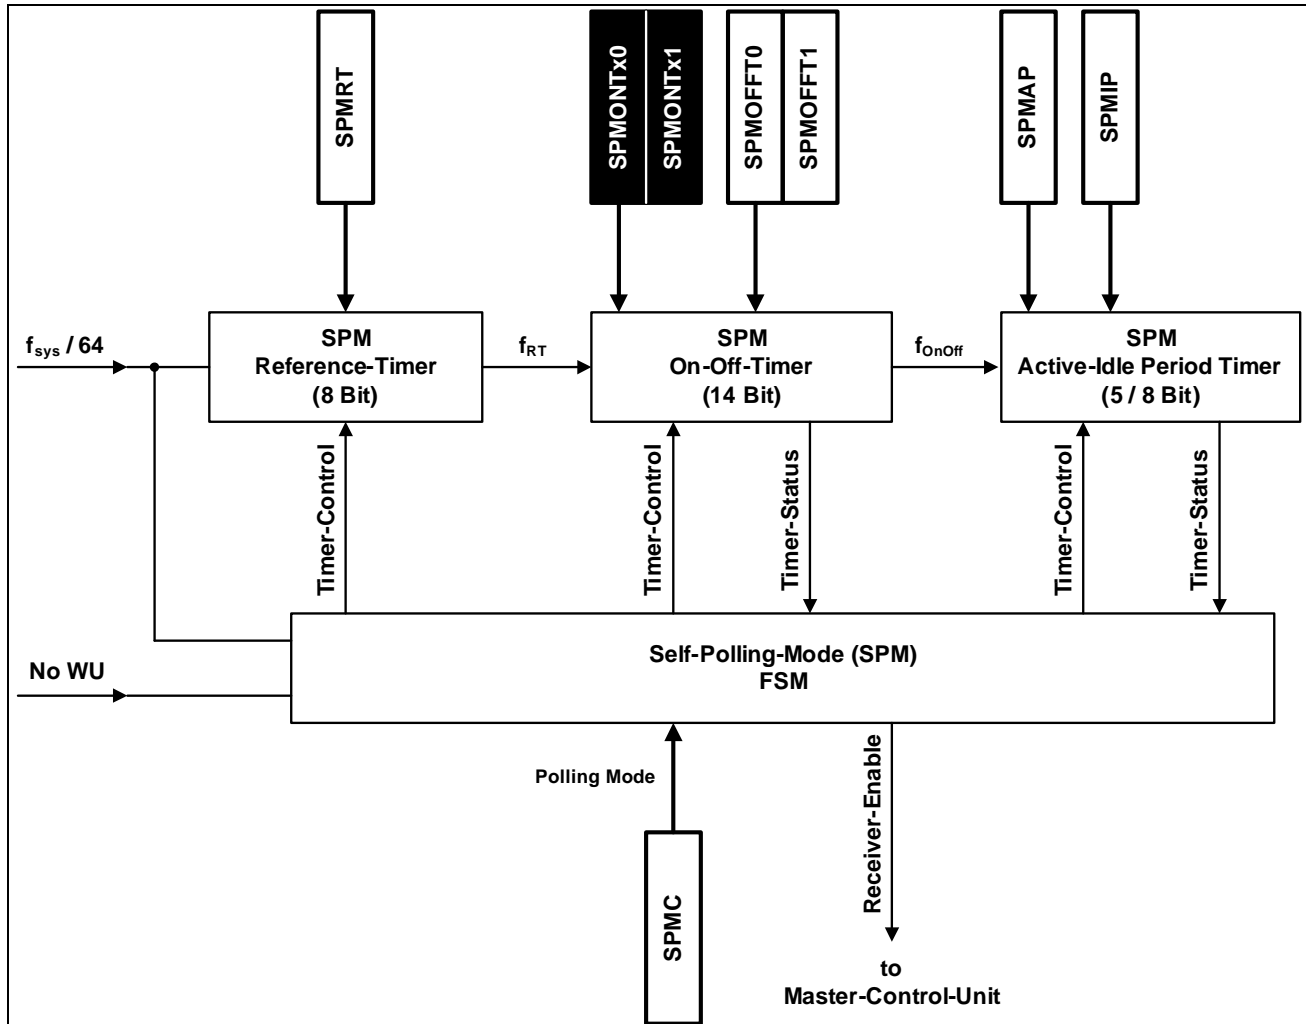 SPMRT
SPMONTx0
SPMONTx1
SPMOFFT0
SPMOFFT1
SPMAP
SPMIP
fsys / 64
SPM
Reference-Timer
(8 Bit)
fRT
SPM
On-Off-Timer
(14 Bit)
fOnOff
SPM
Active-Idle Period Timer
(5 / 8 Bit)
Timer-Control
Timer-Control
Timer-Status
Timer-Control
Timer-Status
No WU
Self-Polling-Mode (SPM)
FSM
Polling Mode
Receiver-Enable
SPMC
to
Master-Control-Unit